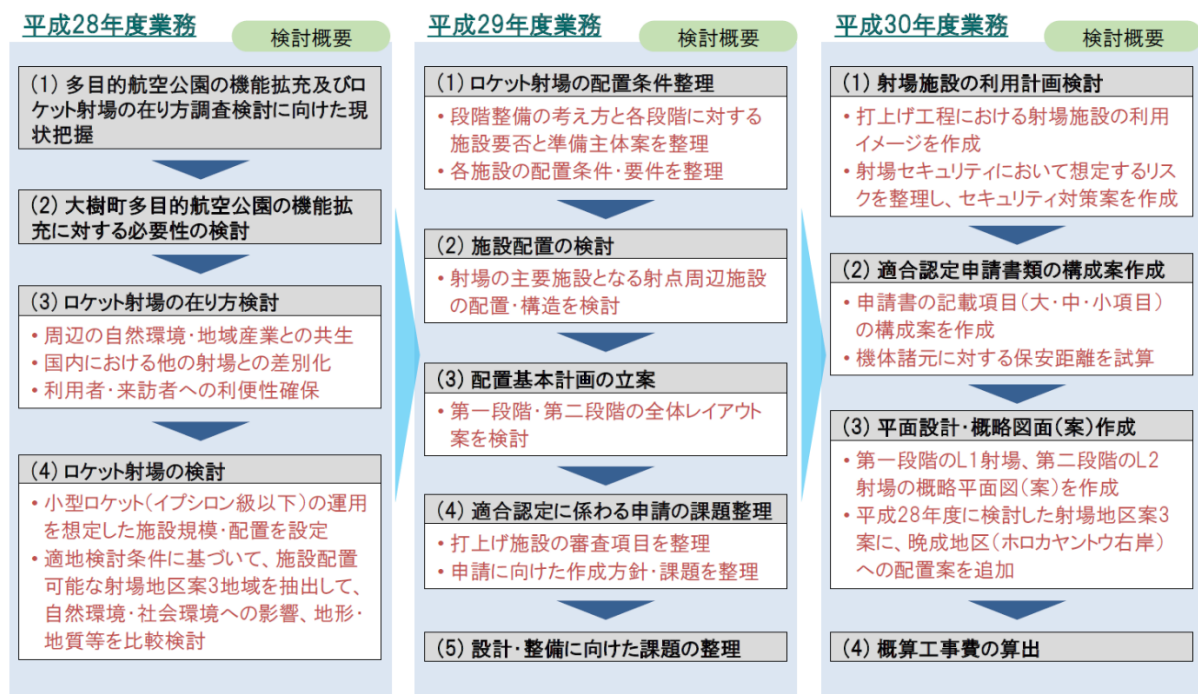 平成28年度業務
検討概要
(1) 多目的航空公園の機能拡充及びロ
ケット射場の在り方調査検討に向けた現
状把握
(2) 大樹町多目的航空公園の機能拡
充に対する必要性の検討
(3) ロケット射場の在り方検討
・周辺の自然環境・地域産業との共生
・国内における他の射場との差別化
・利用者・来訪者への利便性確保
(4) ロケット射場の検討
・小型ロケット(イプシロン級以下)の運用
を想定した施設規模・配置を設定
・適地検討条件に基づいて、施設配置
可能な射場地区案3地域を抽出して、
自然環境・社会環境への影響、地形・
地質等を比較検討
平成29年度業務
検討概要
(1) ロケット射場の配置条件整理
・段階整備の考え方と各段階に対する
施設要否と準備主体案を整理
・各施設の配置条件・要件を整理
(2) 施設配置の検討
・射場の主要施設となる射点周辺施設
の配置・構造を検討
(3) 配置基本計画の立案
・第一段階・第二段階の全体レイアウト
案を検討
(4) 適合認定に係わる申請の課題整理
・打上げ施設の審査項目を整理
・申請に向けた作成方針・課題を整理
(5) 設計・整備に向けた課題の整理
平成30年度業務
検討概要
(1) 射場施設の利用計画検討
・打上げ工程における射場施設の利用
イメージを作成
・射場セキュリティにおいて想定するリス
クを整理し、セキュリティ対策案を作成
(2) 適合認定申請書類の構成案作成
・申請書の記載項目(大・中・小項目)
の構成案を作成
・機体諸元に対する保安距離を試算
(3) 平面設計・概略図面(案)作成
・第一段階のL1射場、第二段階のL2
射場の概略平面図(案)を作成
・平成28年度に検討した射場地区案3
案に、晩成地区(ホロカヤントウ右岸)
への配置案を追加
(4) 概算工事費の算出